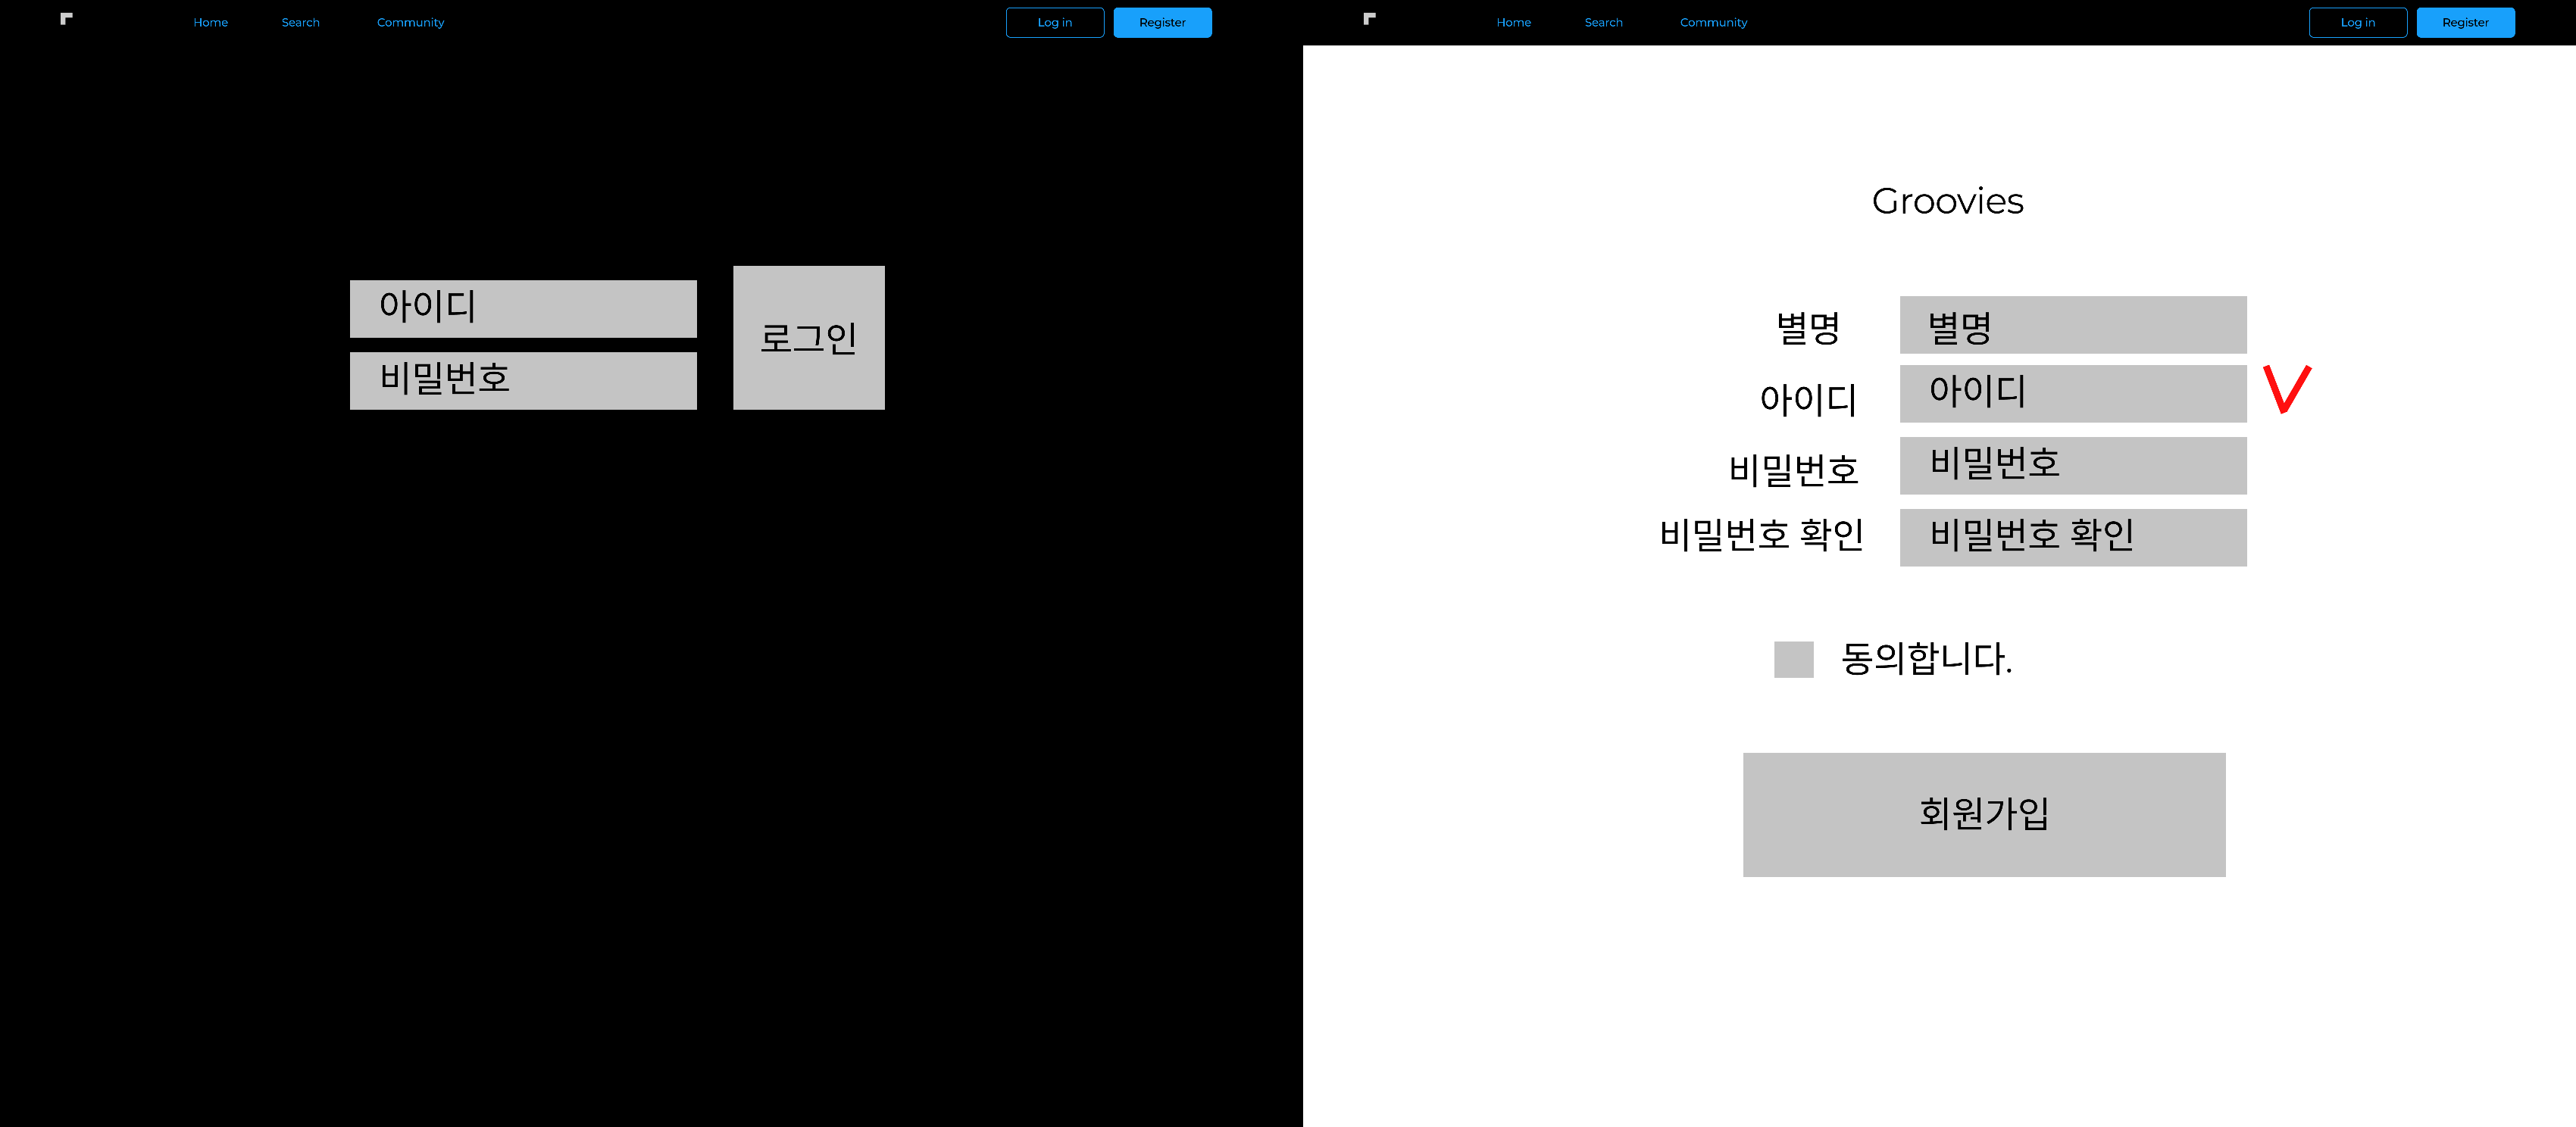 Home Search Community Log in Register
아이디
비밀번호
로그인
Home Search Community Log in Register
Groovies
별명 별명
아이디 아이디
비밀번호 비밀번호
비밀번호 확인 비밀번호 확인
동의합니다.
회원가입